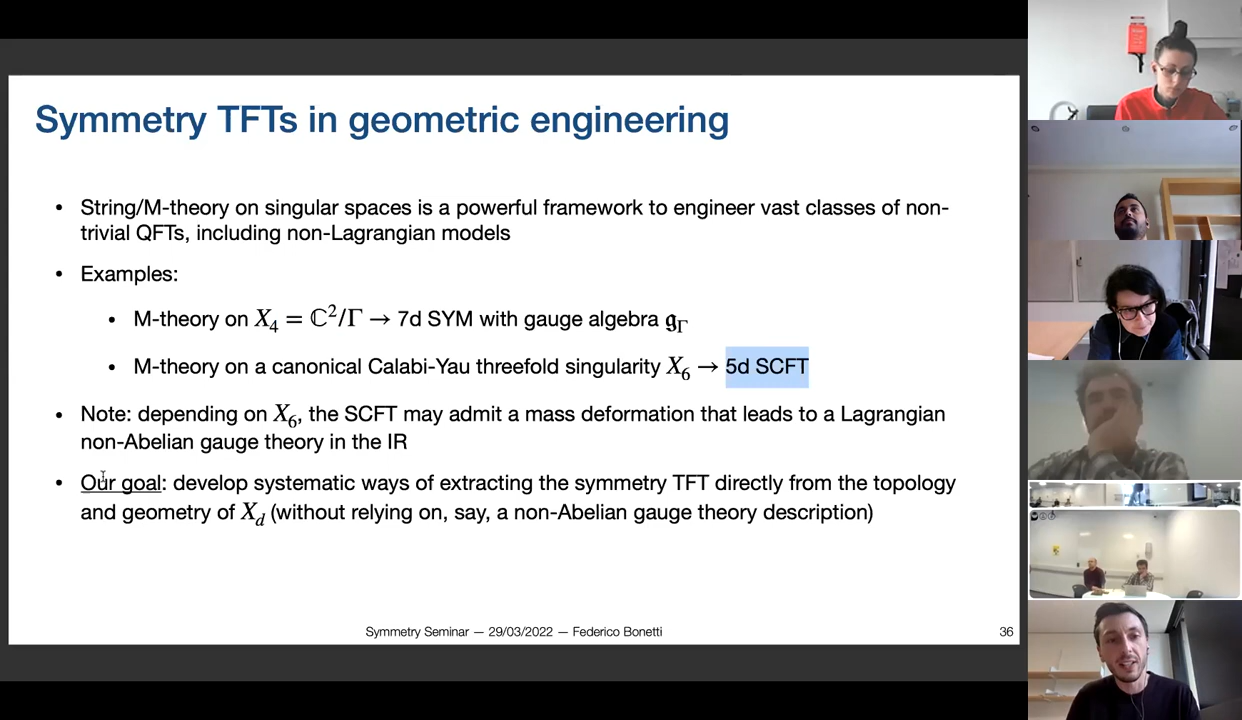 Symmetry TFTs in geometric engineering
• String/M-theory on singular spaces is a powerful framework to engineer vast classes of non-
trivial QFTs, including non-Lagrangian models
• Examples:
• M-theory on X₄ = ℂ²/Γ → 7d SYM with gauge algebra 𝔤_Γ
• M-theory on a canonical Calabi-Yau threefold singularity X₆ → 5d SCFT
• Note: depending on X₆, the SCFT may admit a mass deformation that leads to a Lagrangian
non-Abelian gauge theory in the IR
• Our goal: develop systematic ways of extracting the symmetry TFT directly from the topology
and geometry of X_d (without relying on, say, a non-Abelian gauge theory description)
Symmetry Seminar — 29/03/2022 — Federico Bonetti
36